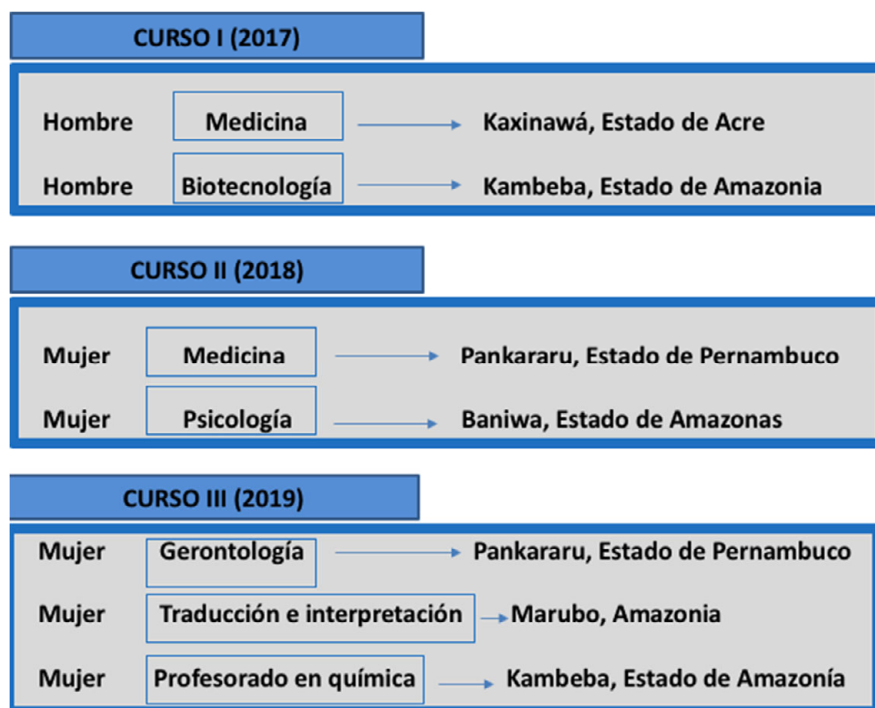 CURSO I (2017)
Hombre Medicina Kaxinawá, Estado de Acre
Hombre Biotecnología Kambeba, Estado de Amazonia
CURSO II (2018)
Mujer Medicina Pankararu, Estado de Pernambuco
Mujer Psicología Baniwa, Estado de Amazonas
CURSO III (2019)
Mujer Gerontología Pankararu, Estado de Pernambuco
Mujer Traducción e interpretación Marubo, Amazonia
Mujer Profesorado en química Kambeba, Estado de Amazonía